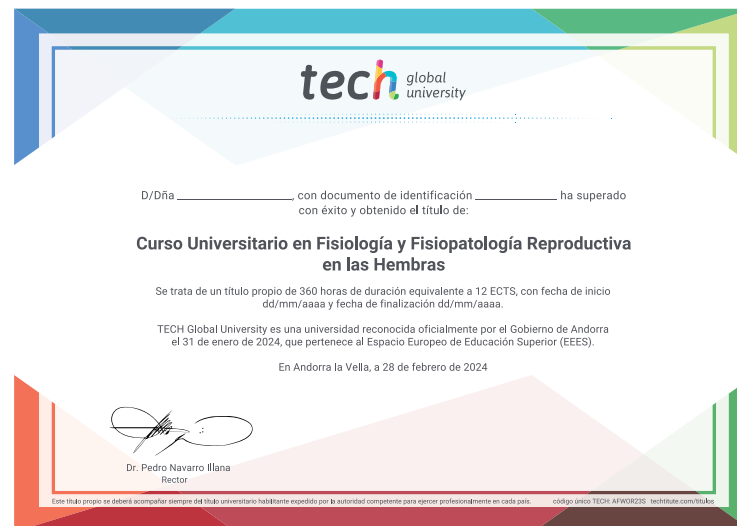 tech global
university
D/Dña ______________, con documento de identificación ______________ ha superado
con éxito y obtenido el título de:
Curso Universitario en Fisiología y Fisiopatología Reproductiva
en las Hembras
Se trata de un título propio de 360 horas de duración equivalente a 12 ECTS, con fecha de inicio
dd/mm/aaaa y fecha de finalización dd/mm/aaaa.
TECH Global University es una universidad reconocida oficialmente por el Gobierno de Andorra
el 31 de enero de 2024, que pertenece al Espacio Europeo de Educación Superior (EEES).
En Andorra la Vella, a 28 de febrero de 2024
Dr. Pedro Navarro Illana
Rector
Este título propio se deberá acompañar siempre del título universitario habilitante expedido por la autoridad competente para ejercer profesionalmente en cada país. código único TECH: AFWOR23S techtitute.com/titulos